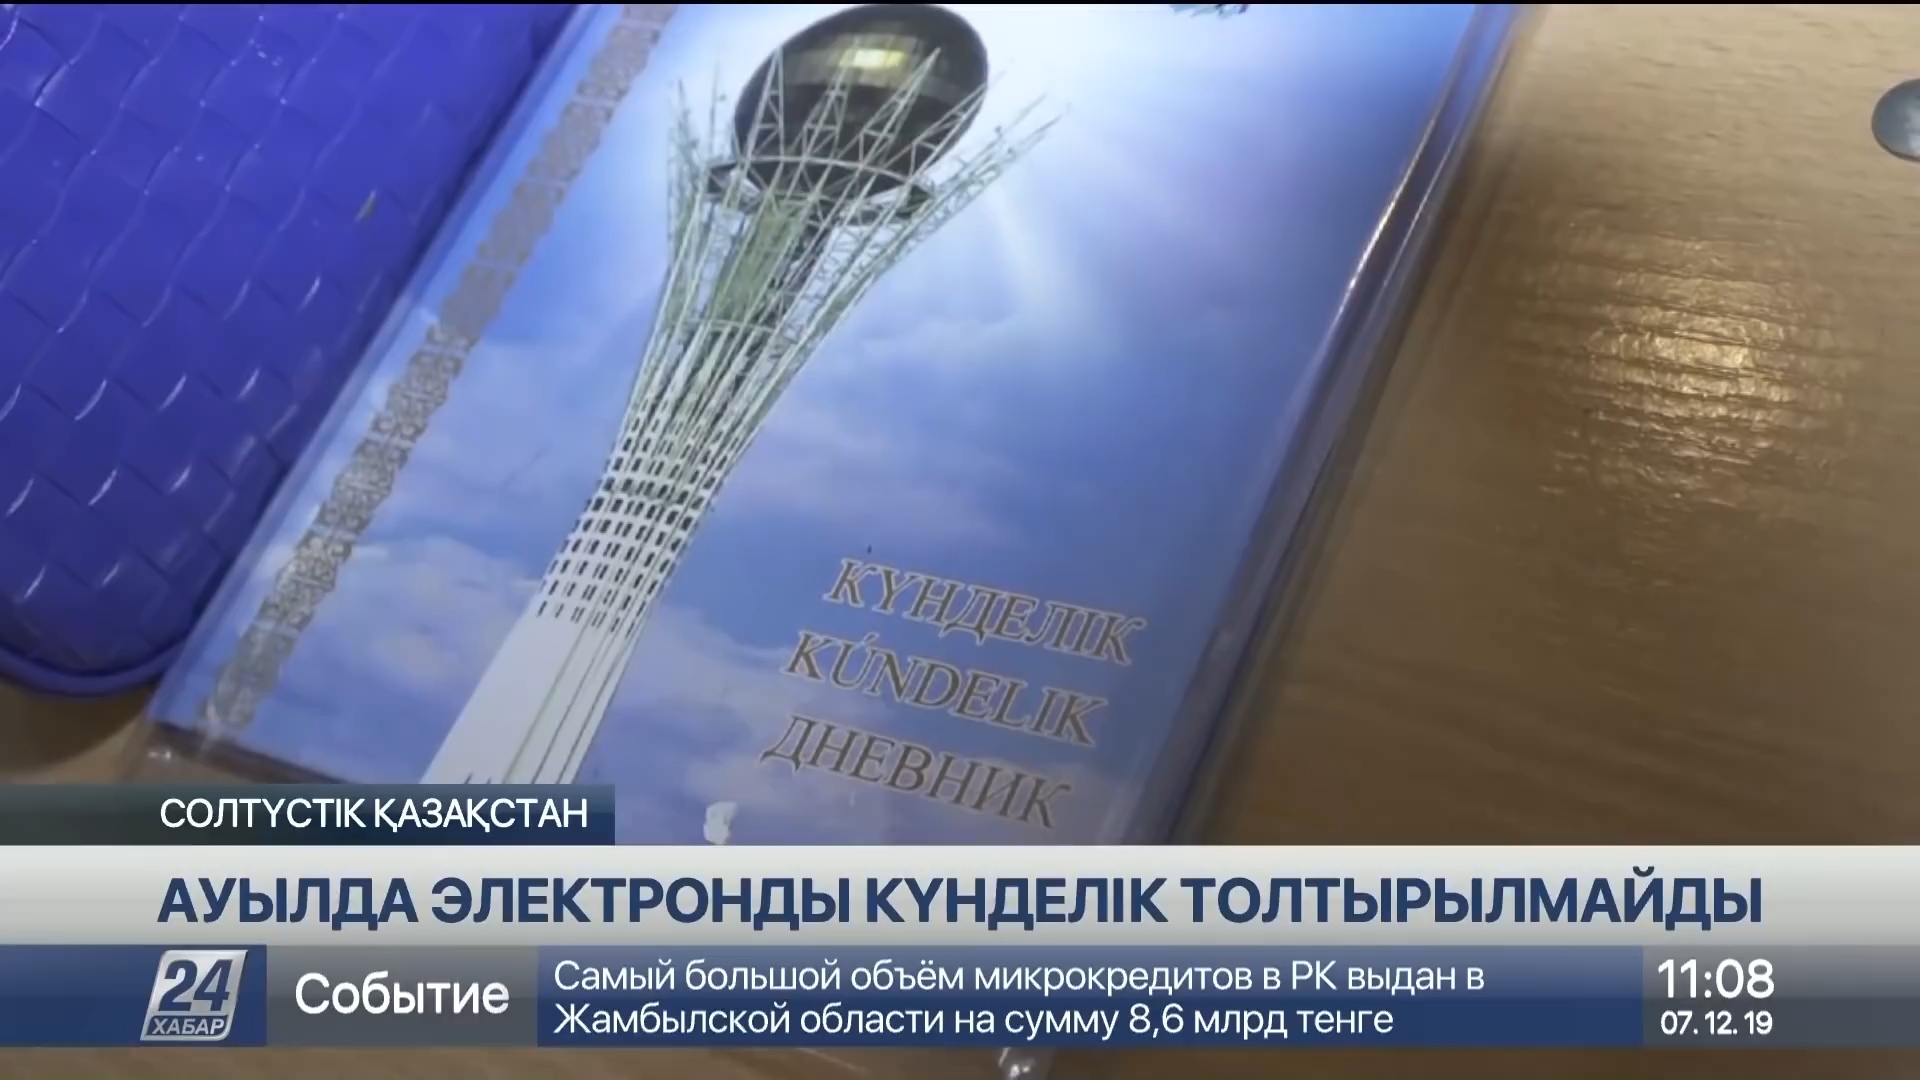 КҮНДЕЛІК
KÚNDELIK
ДНЕВНИК
СОЛТҮСТІК ҚАЗАҚСТАН
АУЫЛДА ЭЛЕКТРОНДЫ КҮНДЕЛІК ТОЛТЫРЫЛМАЙДЫ
24
ХАБАР
Событие
Самый большой объём микрокредитов в РК выдан в
Жамбылской области на сумму 8,6 млрд тенге
11:08
07. 12. 19